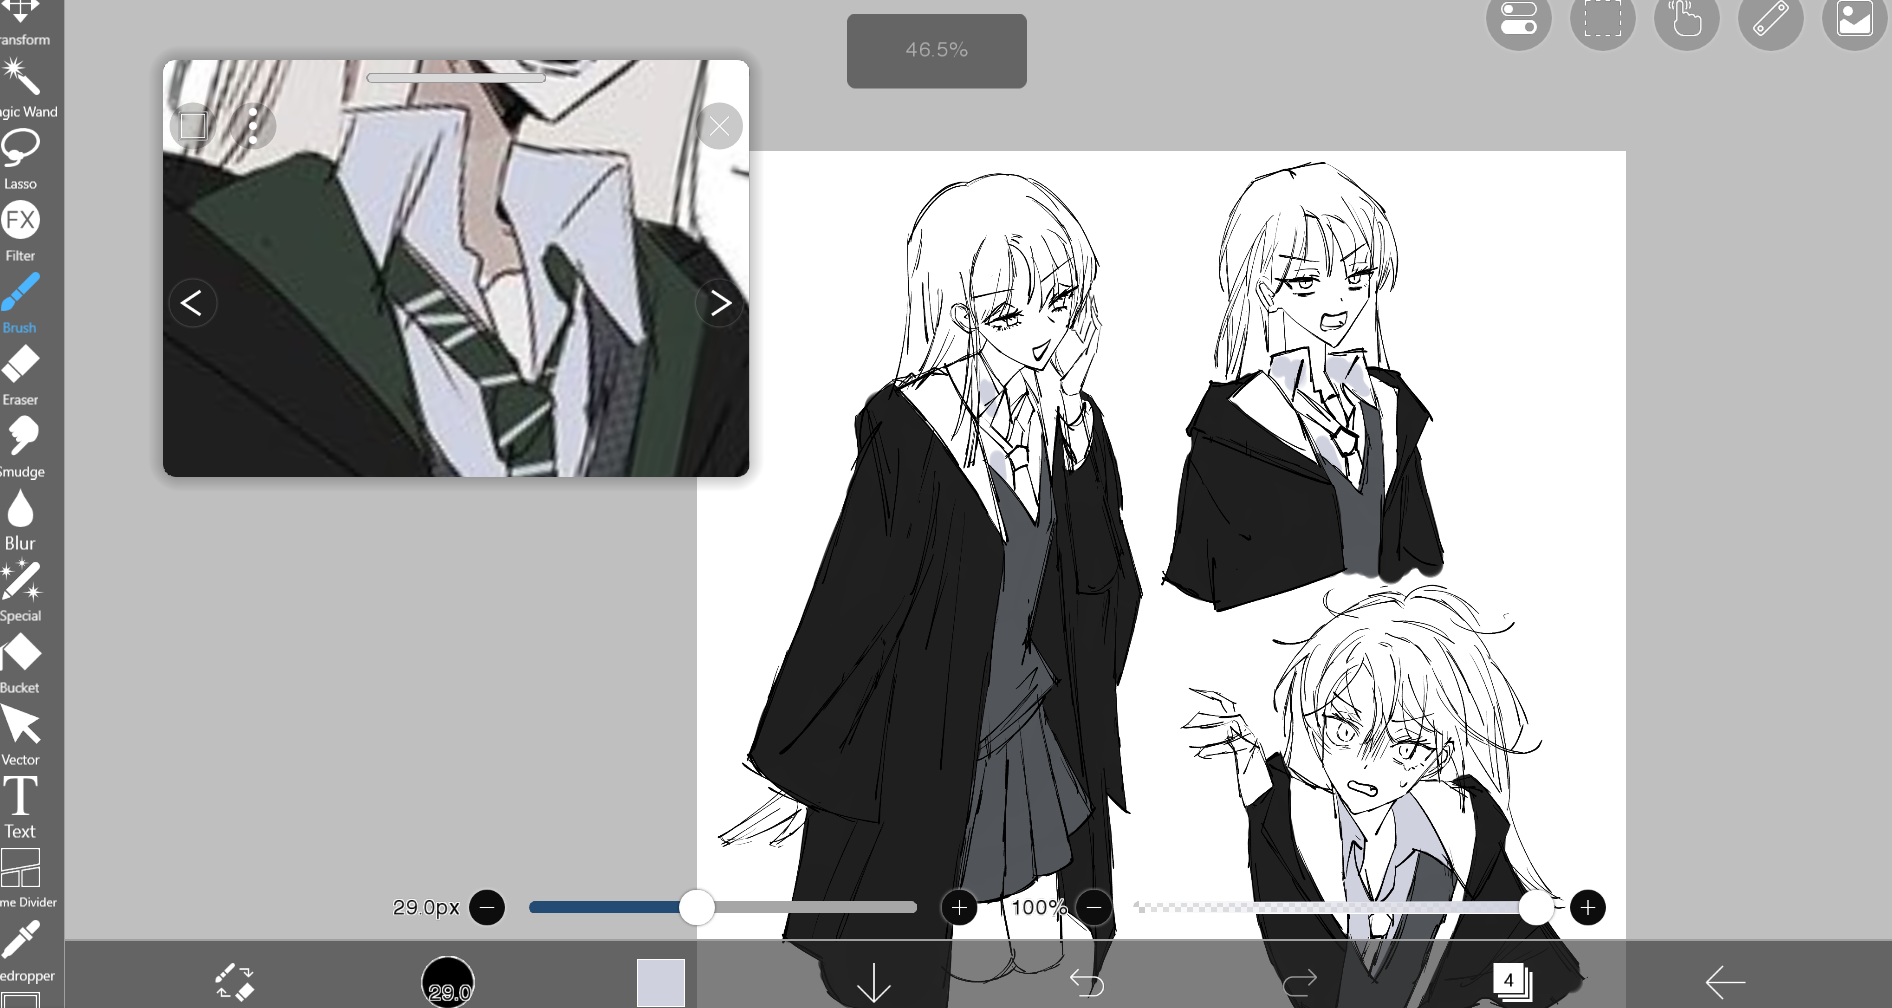 46.5%
ransform
agic Wand
Lasso
FX
Filter
Brush
Eraser
Smudge
Blur
Special
Bucket
Vector
T
Text
me Divider
edropper
29.0px
100%
29.0
4